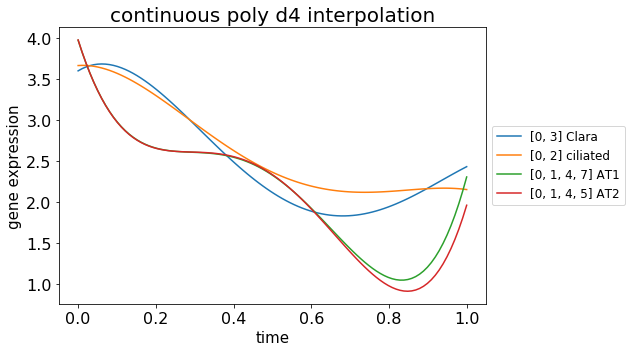 continuous poly d4 interpolation
gene expression
4.0
3.5
3.0
2.5
2.0
1.5
1.0
0.0 0.2 0.4 0.6 0.8 1.0
time
[0, 3] Clara
[0, 2] ciliated
[0, 1, 4, 7] AT1
[0, 1, 4, 5] AT2